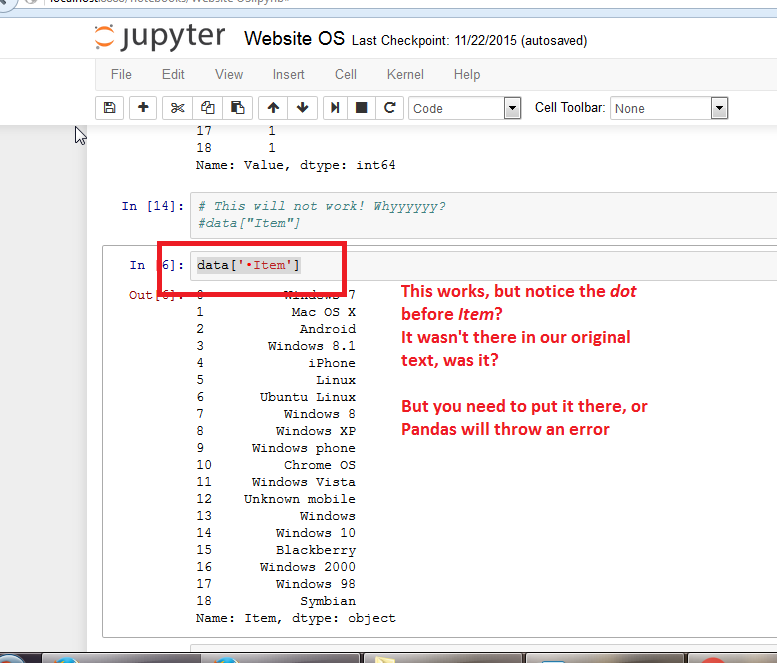 jupyter Website OS Last Checkpoint: 11/22/2015 (autosaved)
File Edit View Insert Cell Kernel Help
Code Cell Toolbar: None
17 1
18 1
Name: Value, dtype: int64
In [14]: # This will not work! Whyyyyyy?
#data["Item"]
In [6]: data['•Item']
Out[6]: 0 Windows 7
1 Mac OS X
2 Android
3 Windows 8.1
4 iPhone
5 Linux
6 Ubuntu Linux
7 Windows 8
8 Windows XP
9 Windows phone
10 Chrome OS
11 Windows Vista
12 Unknown mobile
13 Windows
14 Windows 10
15 Blackberry
16 Windows 2000
17 Windows 98
18 Symbian
Name: Item, dtype: object
This works, but notice the dot
before Item?
It wasn't there in our original
text, was it?
But you need to put it there, or
Pandas will throw an error